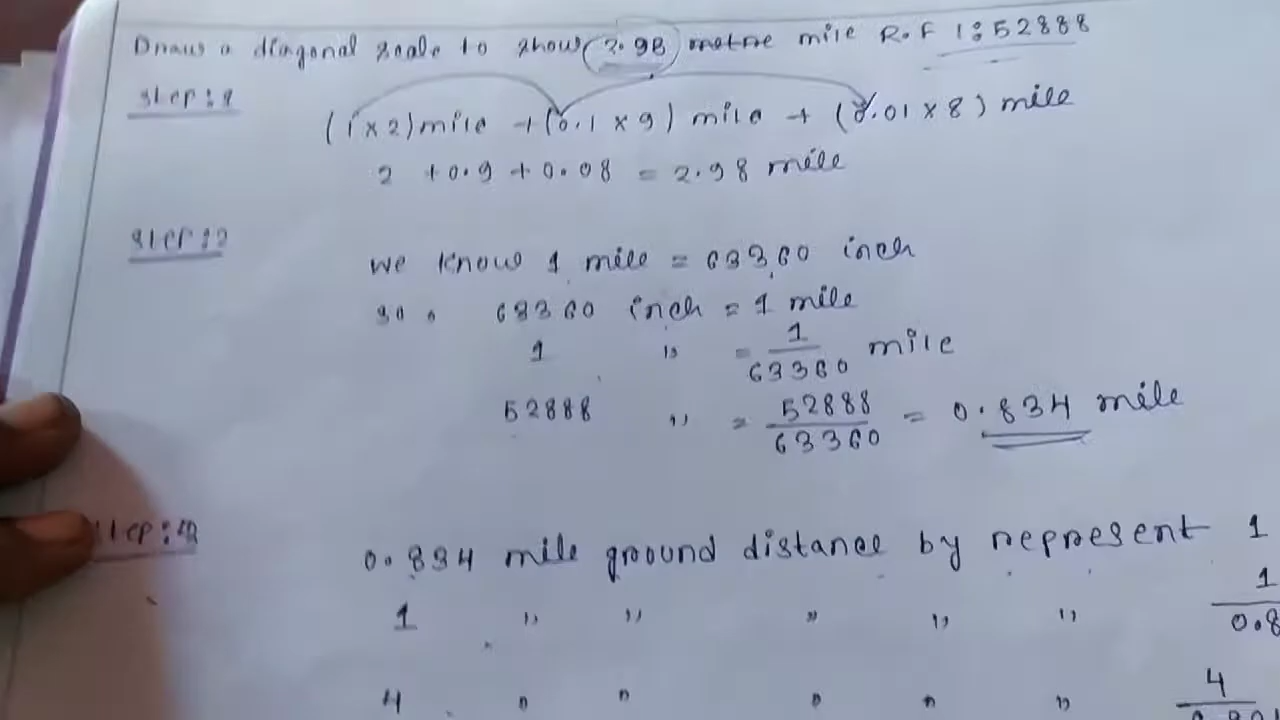 Draw a diagonal scale to show 2.98 metre mile R.F 1:52888
Step:1
(1×2) mile + (0.1 × 9) mile + (0.01 × 8) mile
2 + 0.9 + 0.08 = 2.98 mile
Step:2
We know 1 mile = 63360 inch
so, 63360 inch = 1 mile
1 " = 1/63360 mile
52888 " = 52888/63360 = 0.834 mile
0.834 mile ground distance by represent 1
1 " " " " " 1/0.8
4 " " " " " 4